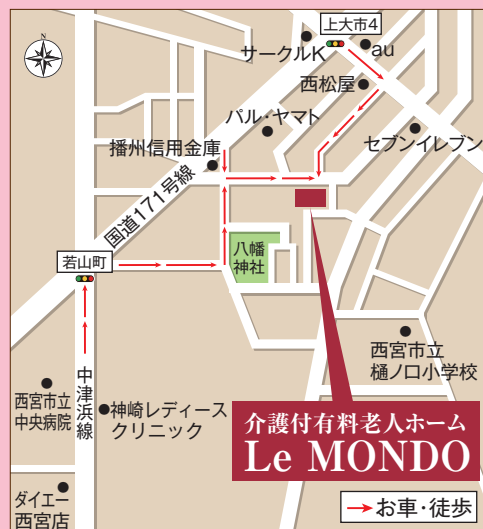 N
上大市4
サークルK
au
西松屋
パル・ヤマト
播州信用金庫
セブンイレブン
国道171号線
若山町
八幡
神社
中津浜線
西宮市立
樋ノ口小学校
西宮市立
中央病院
神崎レディース
クリニック
介護付有料老人ホーム
Le MONDO
ダイエー
西宮店
お車・徒歩